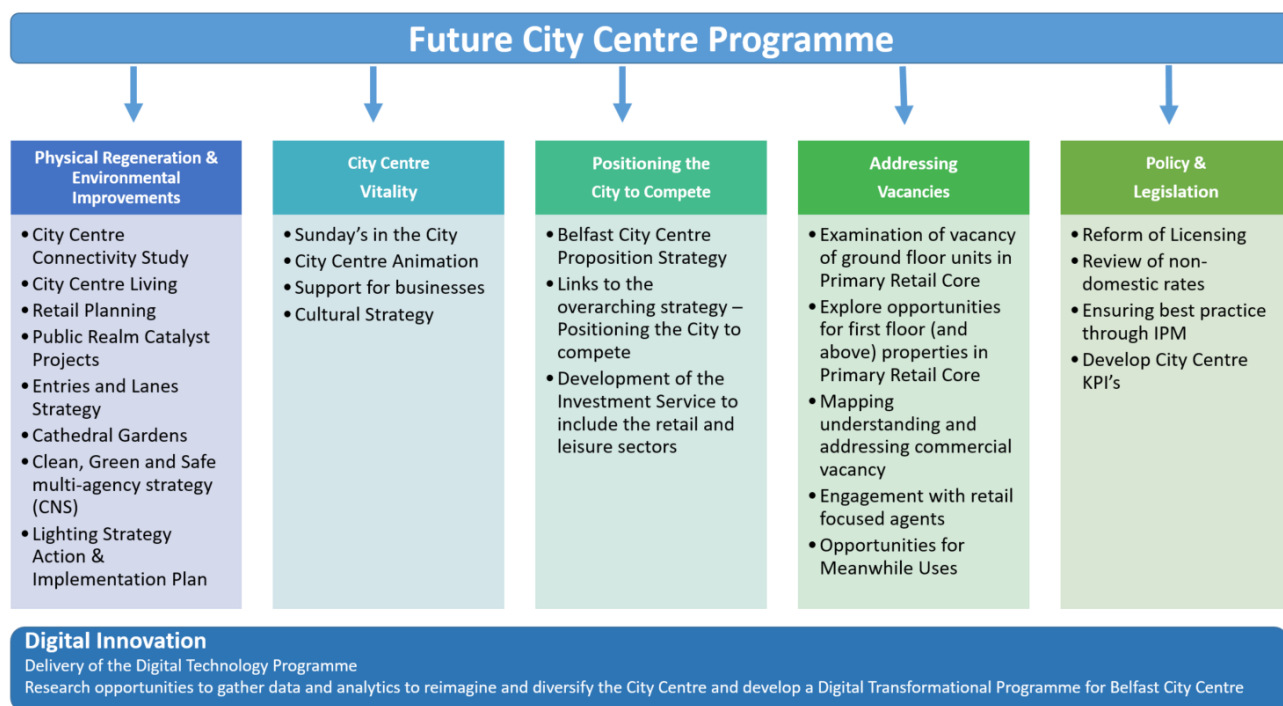 Future City Centre Programme
Physical Regeneration &
Environmental
Improvements
• City Centre
Connectivity Study
• City Centre Living
• Retail Planning
• Public Realm Catalyst
Projects
• Entries and Lanes
Strategy
• Cathedral Gardens
• Clean, Green and Safe
multi-agency strategy
(CNS)
• Lighting Strategy
Action &
Implementation Plan
City Centre
Vitality
• Sunday's in the City
• City Centre Animation
• Support for businesses
• Cultural Strategy
Positioning the
City to Compete
• Belfast City Centre
Proposition Strategy
• Links to the
overarching strategy –
Positioning the City to
compete
• Development of the
Investment Service to
include the retail and
leisure sectors
Addressing
Vacancies
• Examination of vacancy
of ground floor units in
Primary Retail Core
• Explore opportunities
for first floor (and
above) properties in
Primary Retail Core
• Mapping
understanding and
addressing commercial
vacancy
• Engagement with retail
focused agents
• Opportunities for
Meanwhile Uses
Policy &
Legislation
• Reform of Licensing
• Review of non-
domestic rates
• Ensuring best practice
through IPM
• Develop City Centre
KPI's
Digital Innovation
Delivery of the Digital Technology Programme
Research opportunities to gather data and analytics to reimagine and diversify the City Centre and develop a Digital Transformational Programme for Belfast City Centre